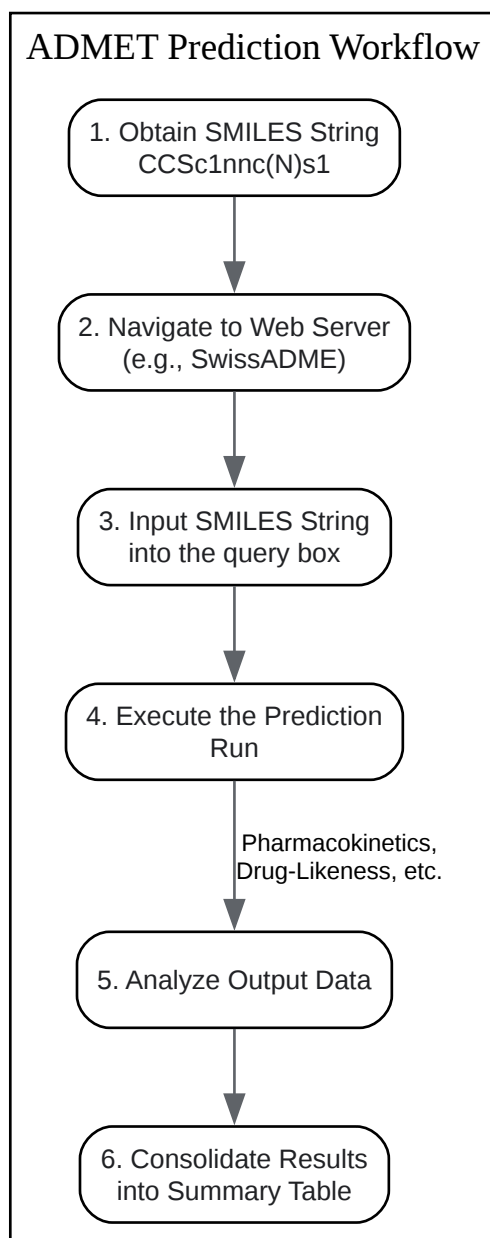 ADMET Prediction Workflow
1. Obtain SMILES String
CCSc1nnc(N)s1
2. Navigate to Web Server
(e.g., SwissADME)
3. Input SMILES String
into the query box
4. Execute the Prediction
Run
Pharmacokinetics,
Drug-Likeness, etc.
5. Analyze Output Data
6. Consolidate Results
into Summary Table